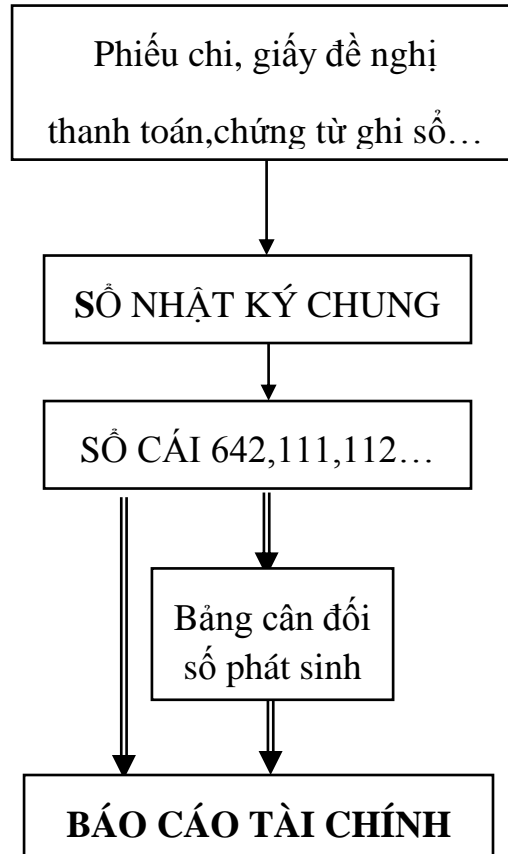 Phiếu chi, giấy đề nghị
thanh toán,chứng từ ghi sổ…
SỔ NHẬT KÝ CHUNG
SỔ CÁI 642,111,112…
Bảng cân đối
số phát sinh
BÁO CÁO TÀI CHÍNH